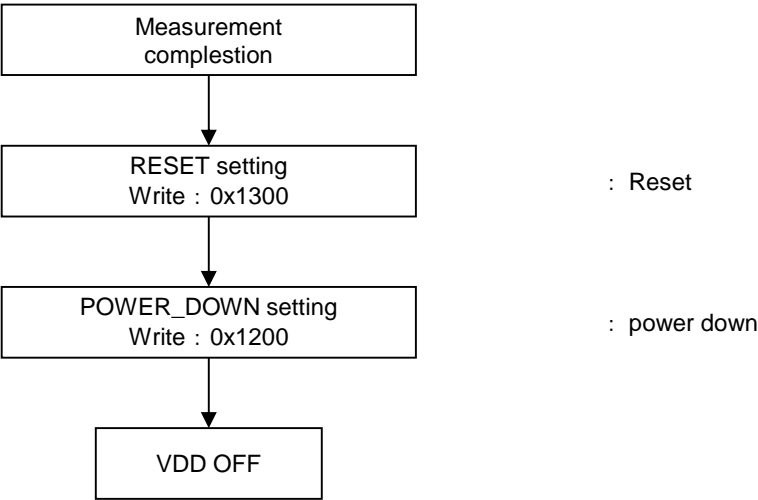 Measurement
complestion
RESET setting
Write : 0x1300
: Reset
POWER_DOWN setting
Write : 0x1200
: power down
VDD OFF